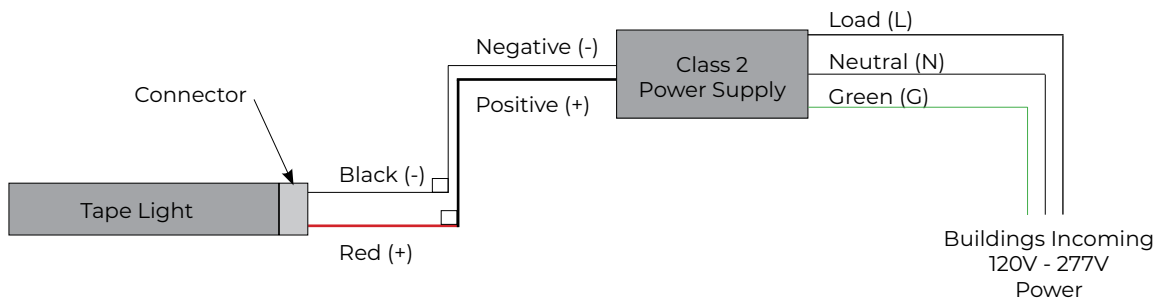 Load (L)
Negative (-)
Class 2
Power Supply
Neutral (N)
Connector
Positive (+)
Green (G)
Black (-)
Tape Light
Red (+)
Buildings Incoming
120V - 277V
Power